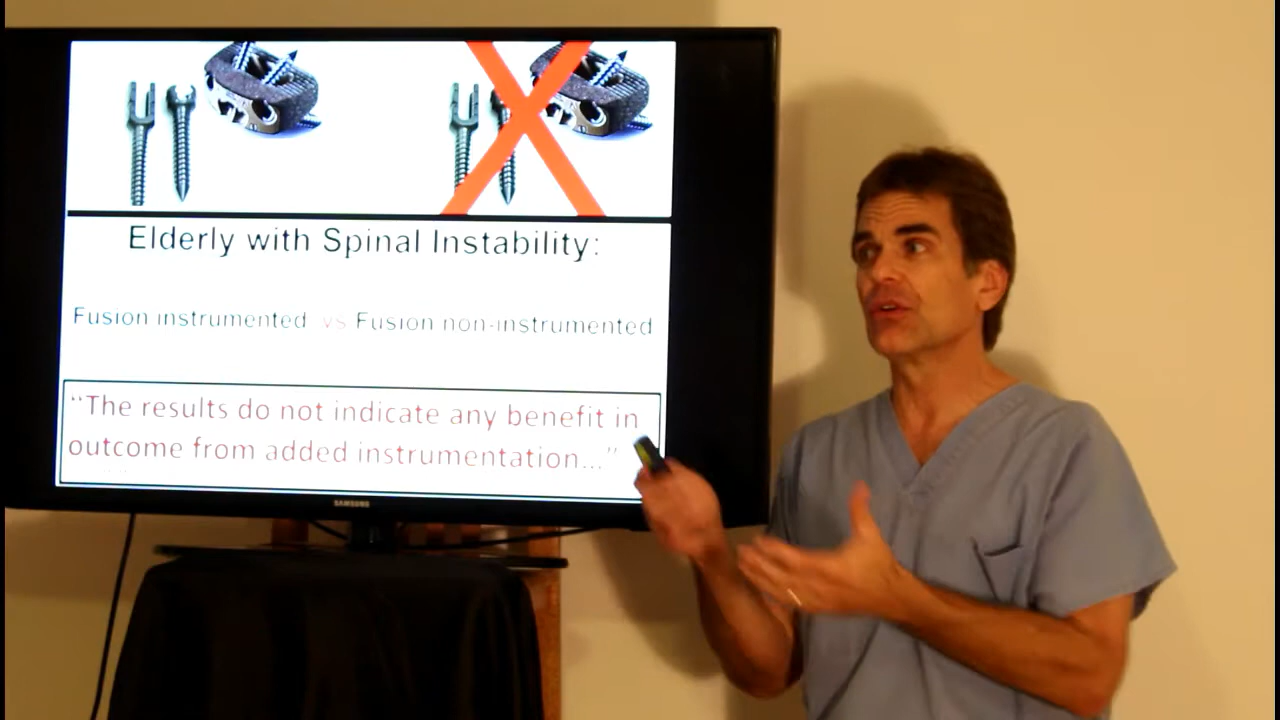 Elderly with Spinal Instability:
Fusion instrumented vs Fusion non-instrumented
“The results do not indicate any benefit in
outcome from added instrumentation...”
SAMSUNG